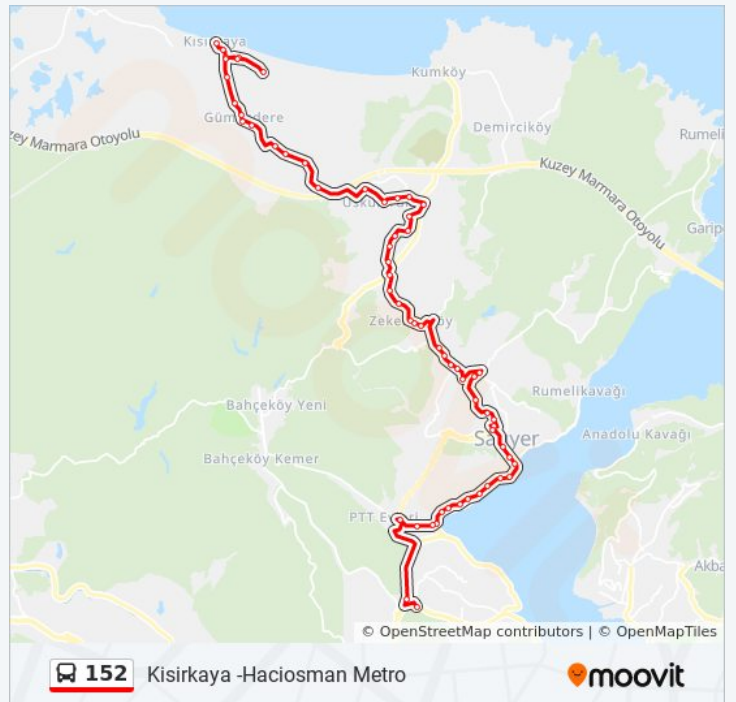 Kısırkaya
Kumköy
Gümüşdere
Demirciköy
zey Marmara Otoyolu
Rumeli
Kuzey Marmara Otoyolu
Garip
Zekeriyaköy
Rumelikavağı
Bahçeköy Yeni
Anadolu Kavağı
Sarıyer
Bahçeköy Kemer
PTT Evleri
Akba
© OpenStreetMap contributors | © OpenMapTiles
152 Kisirkaya -Haciosman Metro moovit